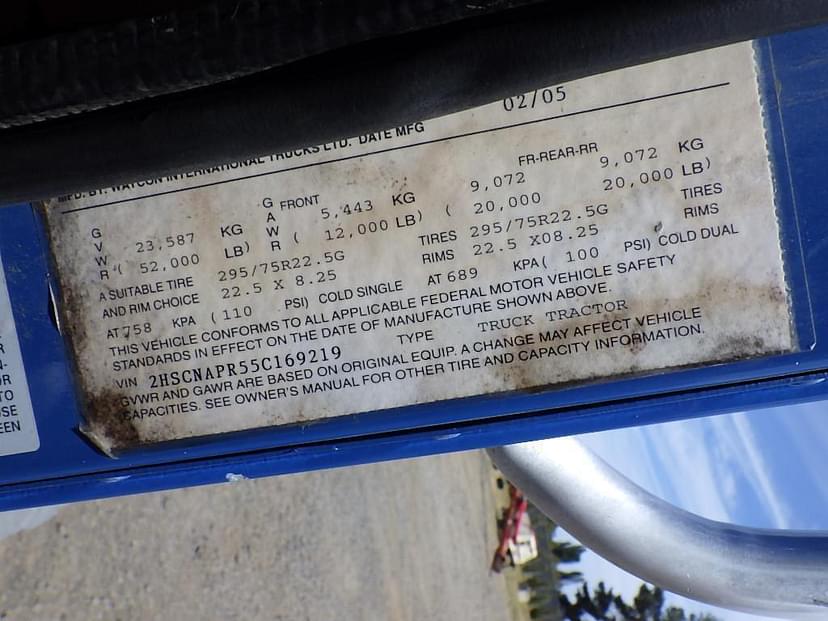 MFD. BY: NAVCON INTERNATIONAL TRUCKS LTD. DATE MFG 02/05
FR-REAR-RR
GVWR 23,587 KG GAWR FRONT 5,443 KG 9,072 9,072 KG
( 52,000 LB) ( 12,000 LB) ( 20,000 20,000 LB)
A SUITABLE TIRE 295/75R22.5G TIRES 295/75R22.5G TIRES
AND RIM CHOICE 22.5 X 8.25 RIMS 22.5 X08.25 RIMS
AT 758 KPA ( 110 PSI) COLD SINGLE AT 689 KPA( 100 PSI) COLD DUAL
THIS VEHICLE CONFORMS TO ALL APPLICABLE FEDERAL MOTOR VEHICLE SAFETY
STANDARDS IN EFFECT ON THE DATE OF MANUFACTURE SHOWN ABOVE.
VIN 2HSCNAPR55C169219 TYPE TRUCK TRACTOR
GVWR AND GAWR ARE BASED ON ORIGINAL EQUIP. A CHANGE MAY AFFECT VEHICLE
CAPACITIES. SEE OWNER'S MANUAL FOR OTHER TIRE AND CAPACITY INFORMATION.